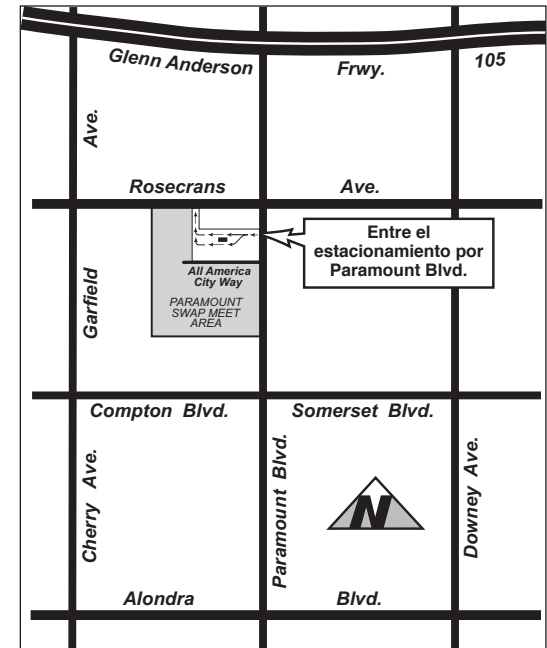 Glenn Anderson Frwy. 105
Ave.
Rosecrans Ave.
Entre el
estacionamiento por
Paramount Blvd.
All America
City Way
PARAMOUNT
SWAP MEET
AREA
Garfield
Compton Blvd. Somerset Blvd.
Cherry Ave.
Paramount Blvd.
Downey Ave.
N
Alondra Blvd.